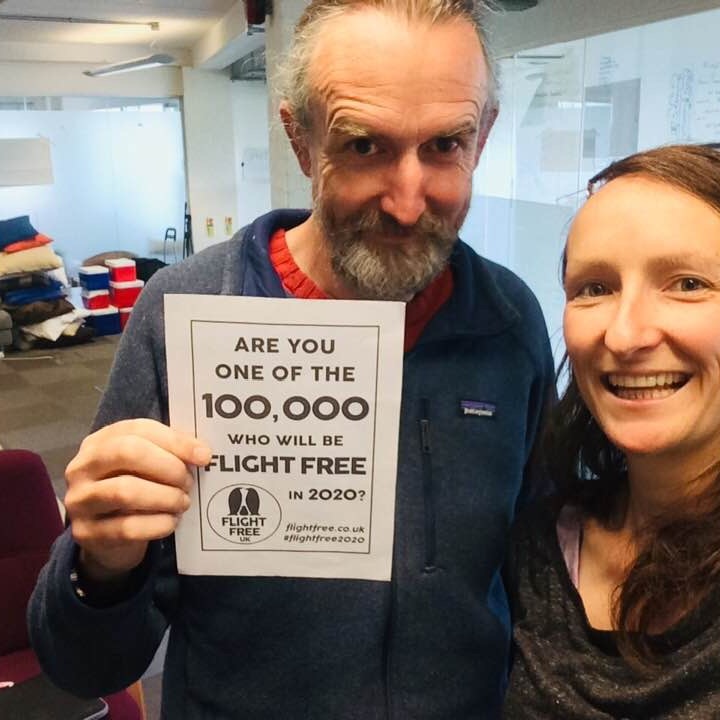 ARE YOU
ONE OF THE
100,000
WHO WILL BE
FLIGHT FREE
IN 2020?
FLIGHT
FREE
UK
flightfree.co.uk
#flightfree2020
patagonia